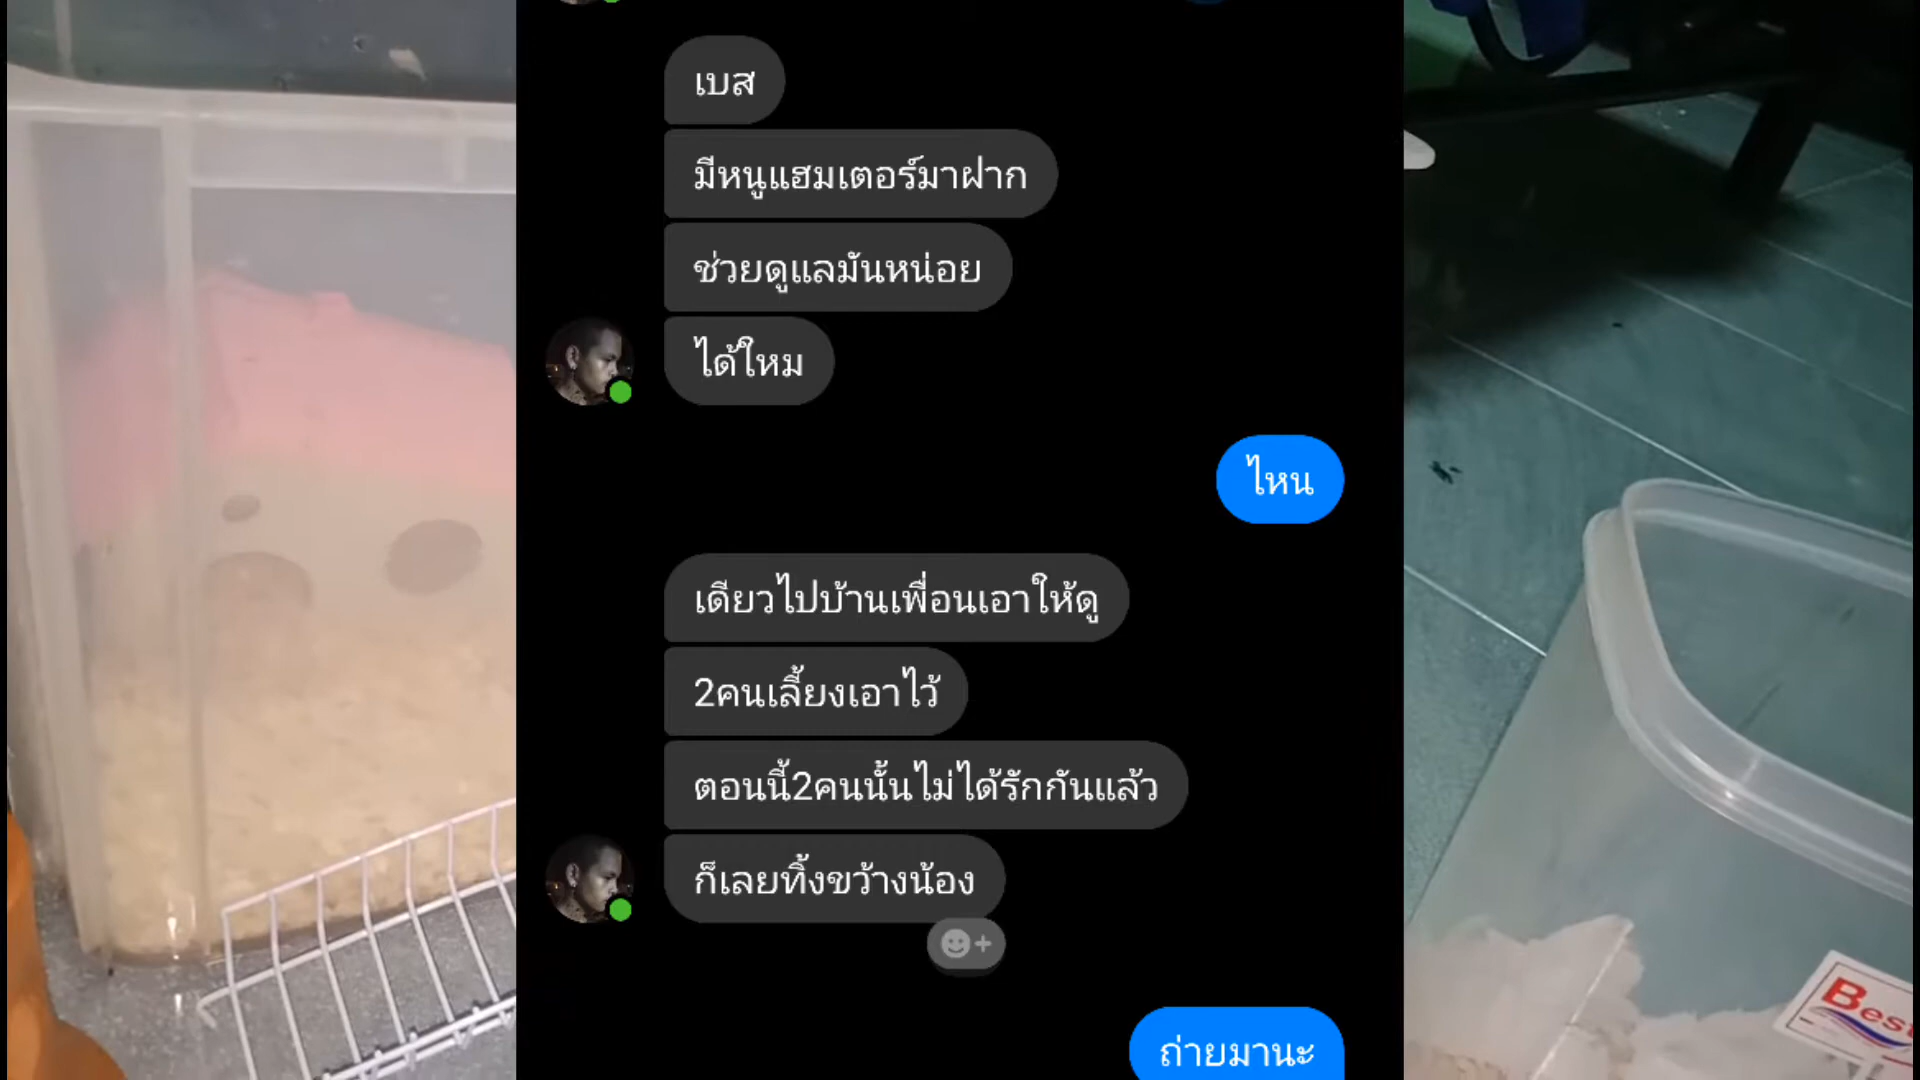 เบส
มีหนูแฮมเตอร์มาฝาก
ช่วยดูแลมันหน่อย
ได้ใหม
ไหน
เดียวไปบ้านเพื่อนเอาให้ดู
2คนเลี้ยงเอาไว้
ตอนนี้2คนนั้นไม่ได้รักกันแล้ว
ก็เลยทิ้งขว้างน้อง
ถ่ายมานะ
Best